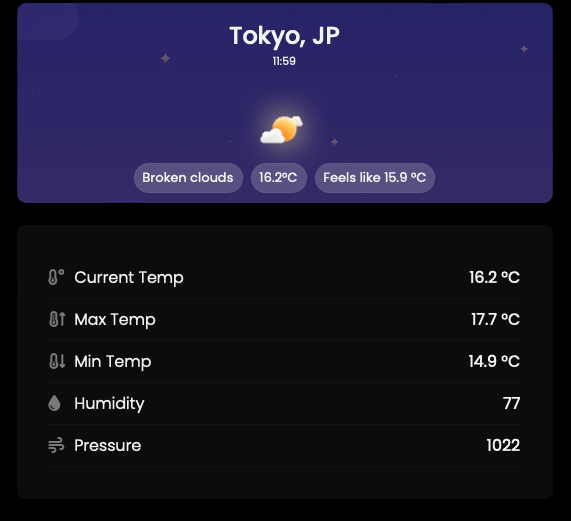 Tokyo, JP
11:59
Broken clouds 16.2°C Feels like 15.9 °C
Current Temp 16.2 °C
Max Temp 17.7 °C
Min Temp 14.9 °C
Humidity 77
Pressure 1022